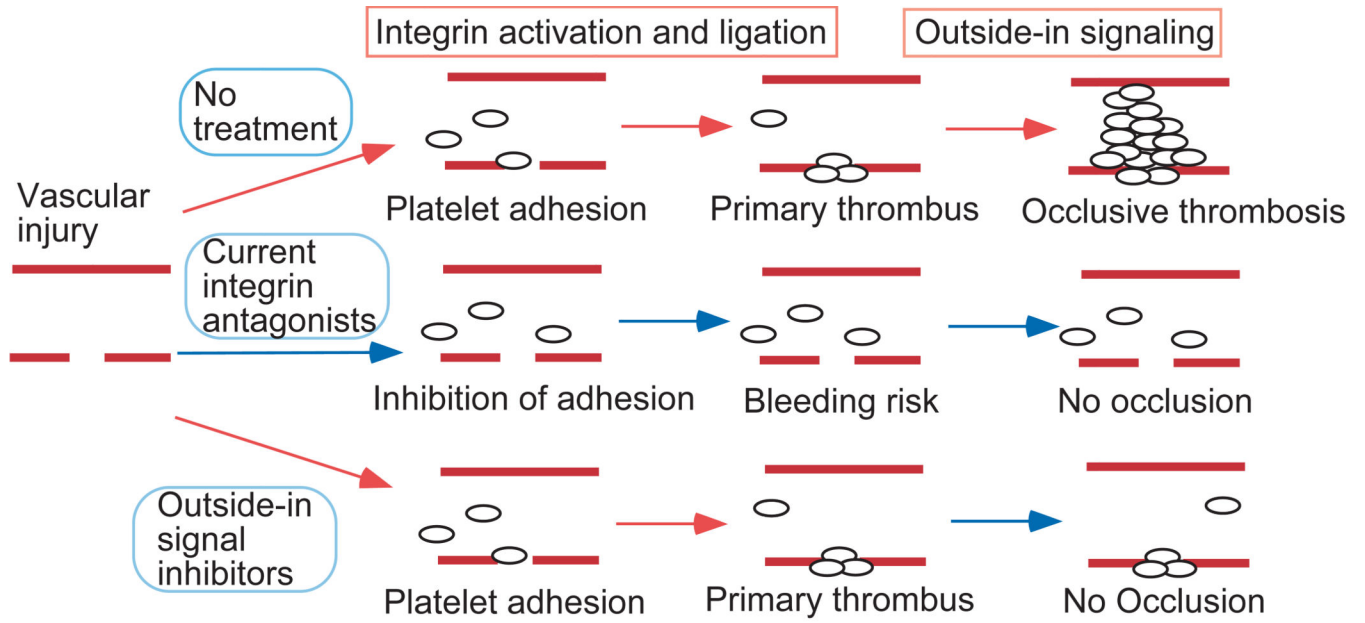 Integrin activation and ligation
Outside-in signaling
No
treatment
Platelet adhesion
Primary thrombus
Occlusive thrombosis
Vascular
injury
Current
integrin
antagonists
Inhibition of adhesion
Bleeding risk
No occlusion
Outside-in
signal
inhibitors
Platelet adhesion
Primary thrombus
No Occlusion